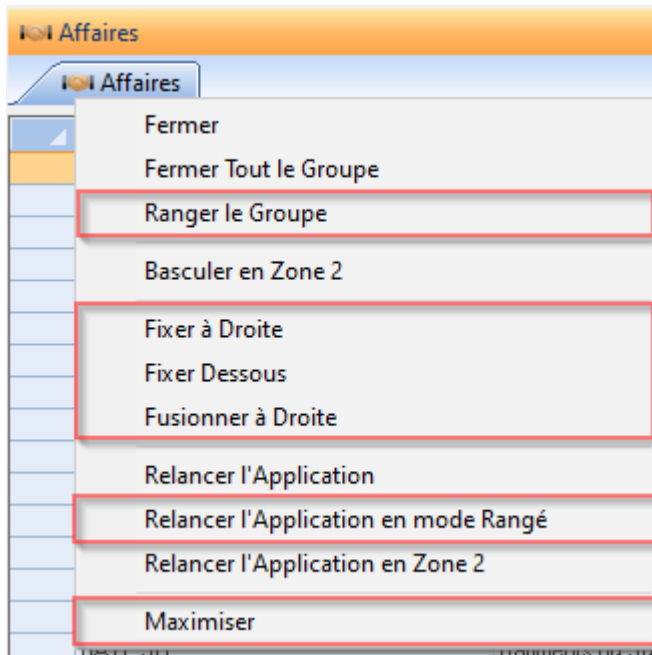 Affaires
Affaires
Fermer
Fermer Tout le Groupe
Ranger le Groupe
Basculer en Zone 2
Fixer à Droite
Fixer Dessous
Fusionner à Droite
Relancer l'Application
Relancer l'Application en mode Rangé
Relancer l'Application en Zone 2
Maximiser